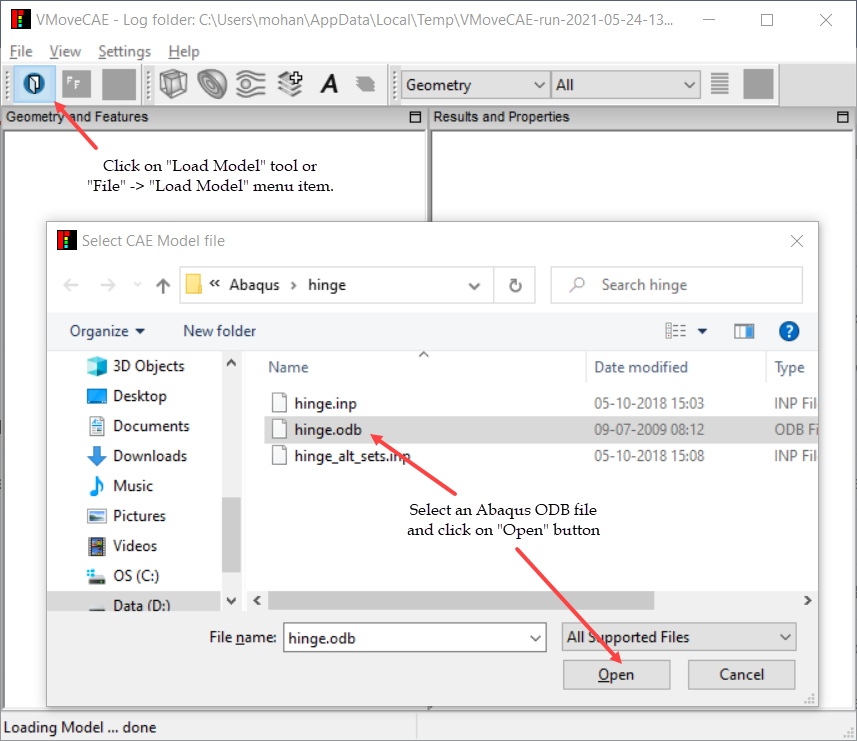 VMoveCAE - Log folder: C:\Users\mohan\AppData\Local\Temp\VMoveCAE-run-2021-05-24-13...
File View Settings Help
F F
A
Geometry All
Geometry and Features
Results and Properties
Click on "Load Model" tool or
"File" -> "Load Model" menu item.
Select CAE Model file
« Abaqus › hinge
Search hinge
Organize New folder
?
3D Objects
Desktop
Documents
Downloads
Music
Pictures
Videos
OS (C:)
Data (D:)
Name Date modified Type
hinge.inp 05-10-2018 15:03 INP Fil
hinge.odb 09-07-2009 08:12 ODB Fi
hinge_alt_sets.inp 05-10-2018 15:08 INP Fil
Select an Abaqus ODB file
and click on "Open" button
File name: hinge.odb All Supported Files
Open Cancel
Loading Model ... done